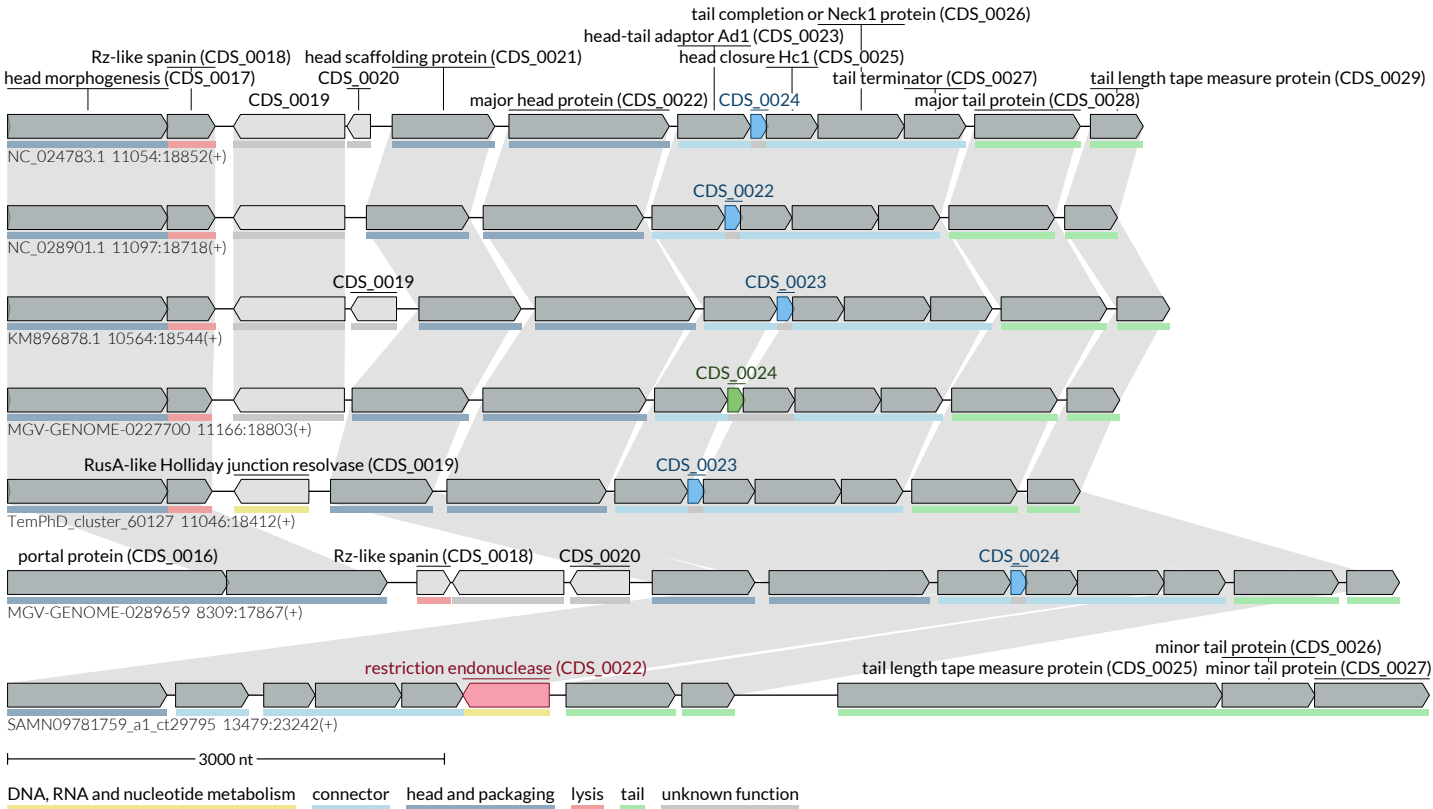 tail completion or Neck1 protein (CDS_0026)
head-tail adaptor Ad1 (CDS_0023)
Rz-like spanin (CDS_0018) head scaffolding protein (CDS_0021) head closure Hc1 (CDS_0025)
head morphogenesis (CDS_0017) CDS_0020 tail terminator (CDS_0027) tail length tape measure protein (CDS_0029)
CDS_0019 major head protein (CDS_0022) CDS_0024 major tail protein (CDS_0028)
NC_024783.1 11054:18852(+)
CDS_0022
NC_028901.1 11097:18718(+)
CDS_0019 CDS_0023
KM896878.1 10564:18544(+)
CDS_0024
MGV-GENOME-0227700 11166:18803(+)
RusA-like Holliday junction resolvase (CDS_0019) CDS_0023
TemPhD_cluster_60127 11046:18412(+)
portal protein (CDS_0016) Rz-like spanin (CDS_0018) CDS_0020 CDS_0024
MGV-GENOME-0289659 8309:17867(+)
minor tail protein (CDS_0026)
restriction endonuclease (CDS_0022) tail length tape measure protein (CDS_0025) minor tail protein (CDS_0027)
SAMN09781759_a1_ct29795 13479:23242(+)
3000 nt
DNA, RNA and nucleotide metabolism connector head and packaging lysis tail unknown function